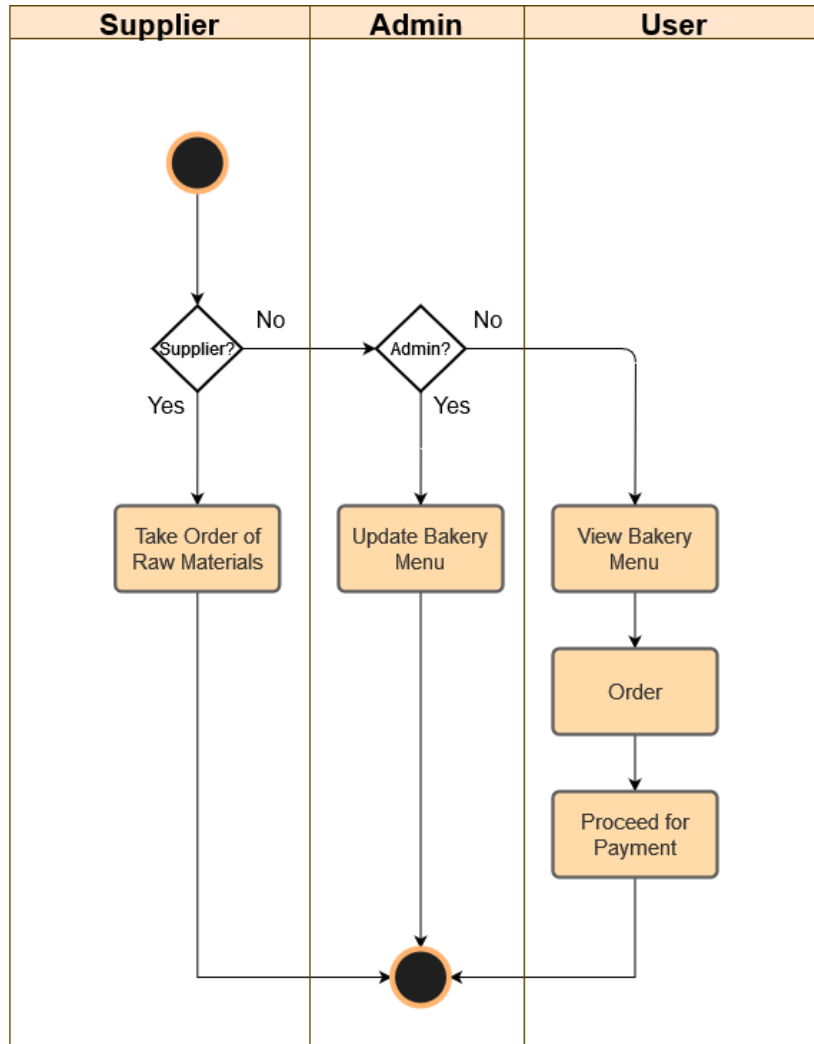 Supplier
Admin
User
No
No
Supplier?
Admin?
Yes
Yes
Take Order of
Raw Materials
Update Bakery
Menu
View Bakery
Menu
Order
Proceed for
Payment